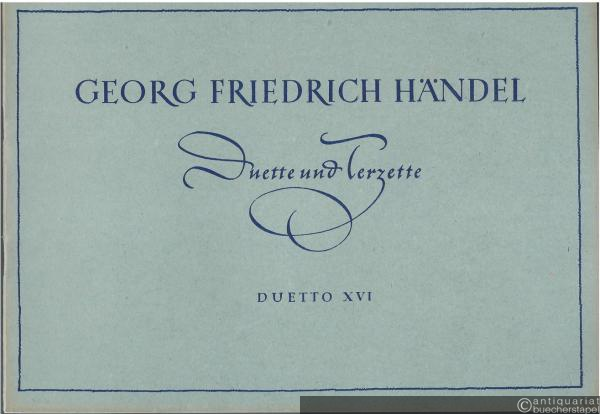 GEORG FRIEDRICH HÄNDEL
Duette und Terzette
DUETTO XVI
©antiquariat
buecherstapel